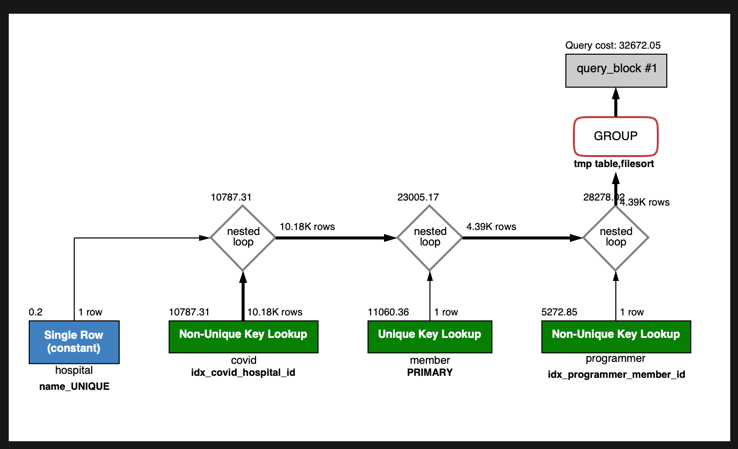 Query cost: 32672.05
query_block #1
GROUP
tmp table,filesort
10787.31
23005.17
28278.02
4.39K rows
nested
loop
10.18K rows
nested
loop
4.39K rows
nested
loop
0.2
1 row
10787.31
10.18K rows
11060.36
1 row
5272.85
1 row
Single Row
(constant)
Non-Unique Key Lookup
Unique Key Lookup
Non-Unique Key Lookup
hospital
name_UNIQUE
covid
idx_covid_hospital_id
member
PRIMARY
programmer
idx_programmer_member_id